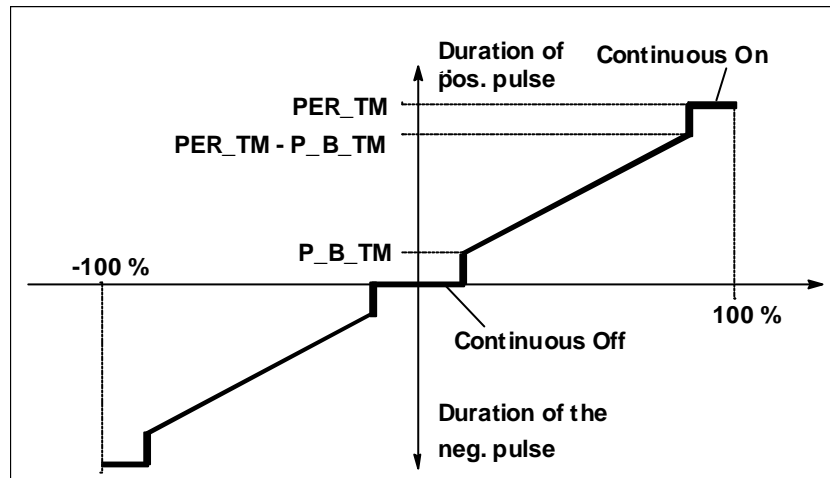 Duration of
pos. pulse
Continuous On
PER_TM
PER_TM - P_B_TM
P_B_TM
-100 %
100 %
Continuous Off
Duration of the
neg. pulse